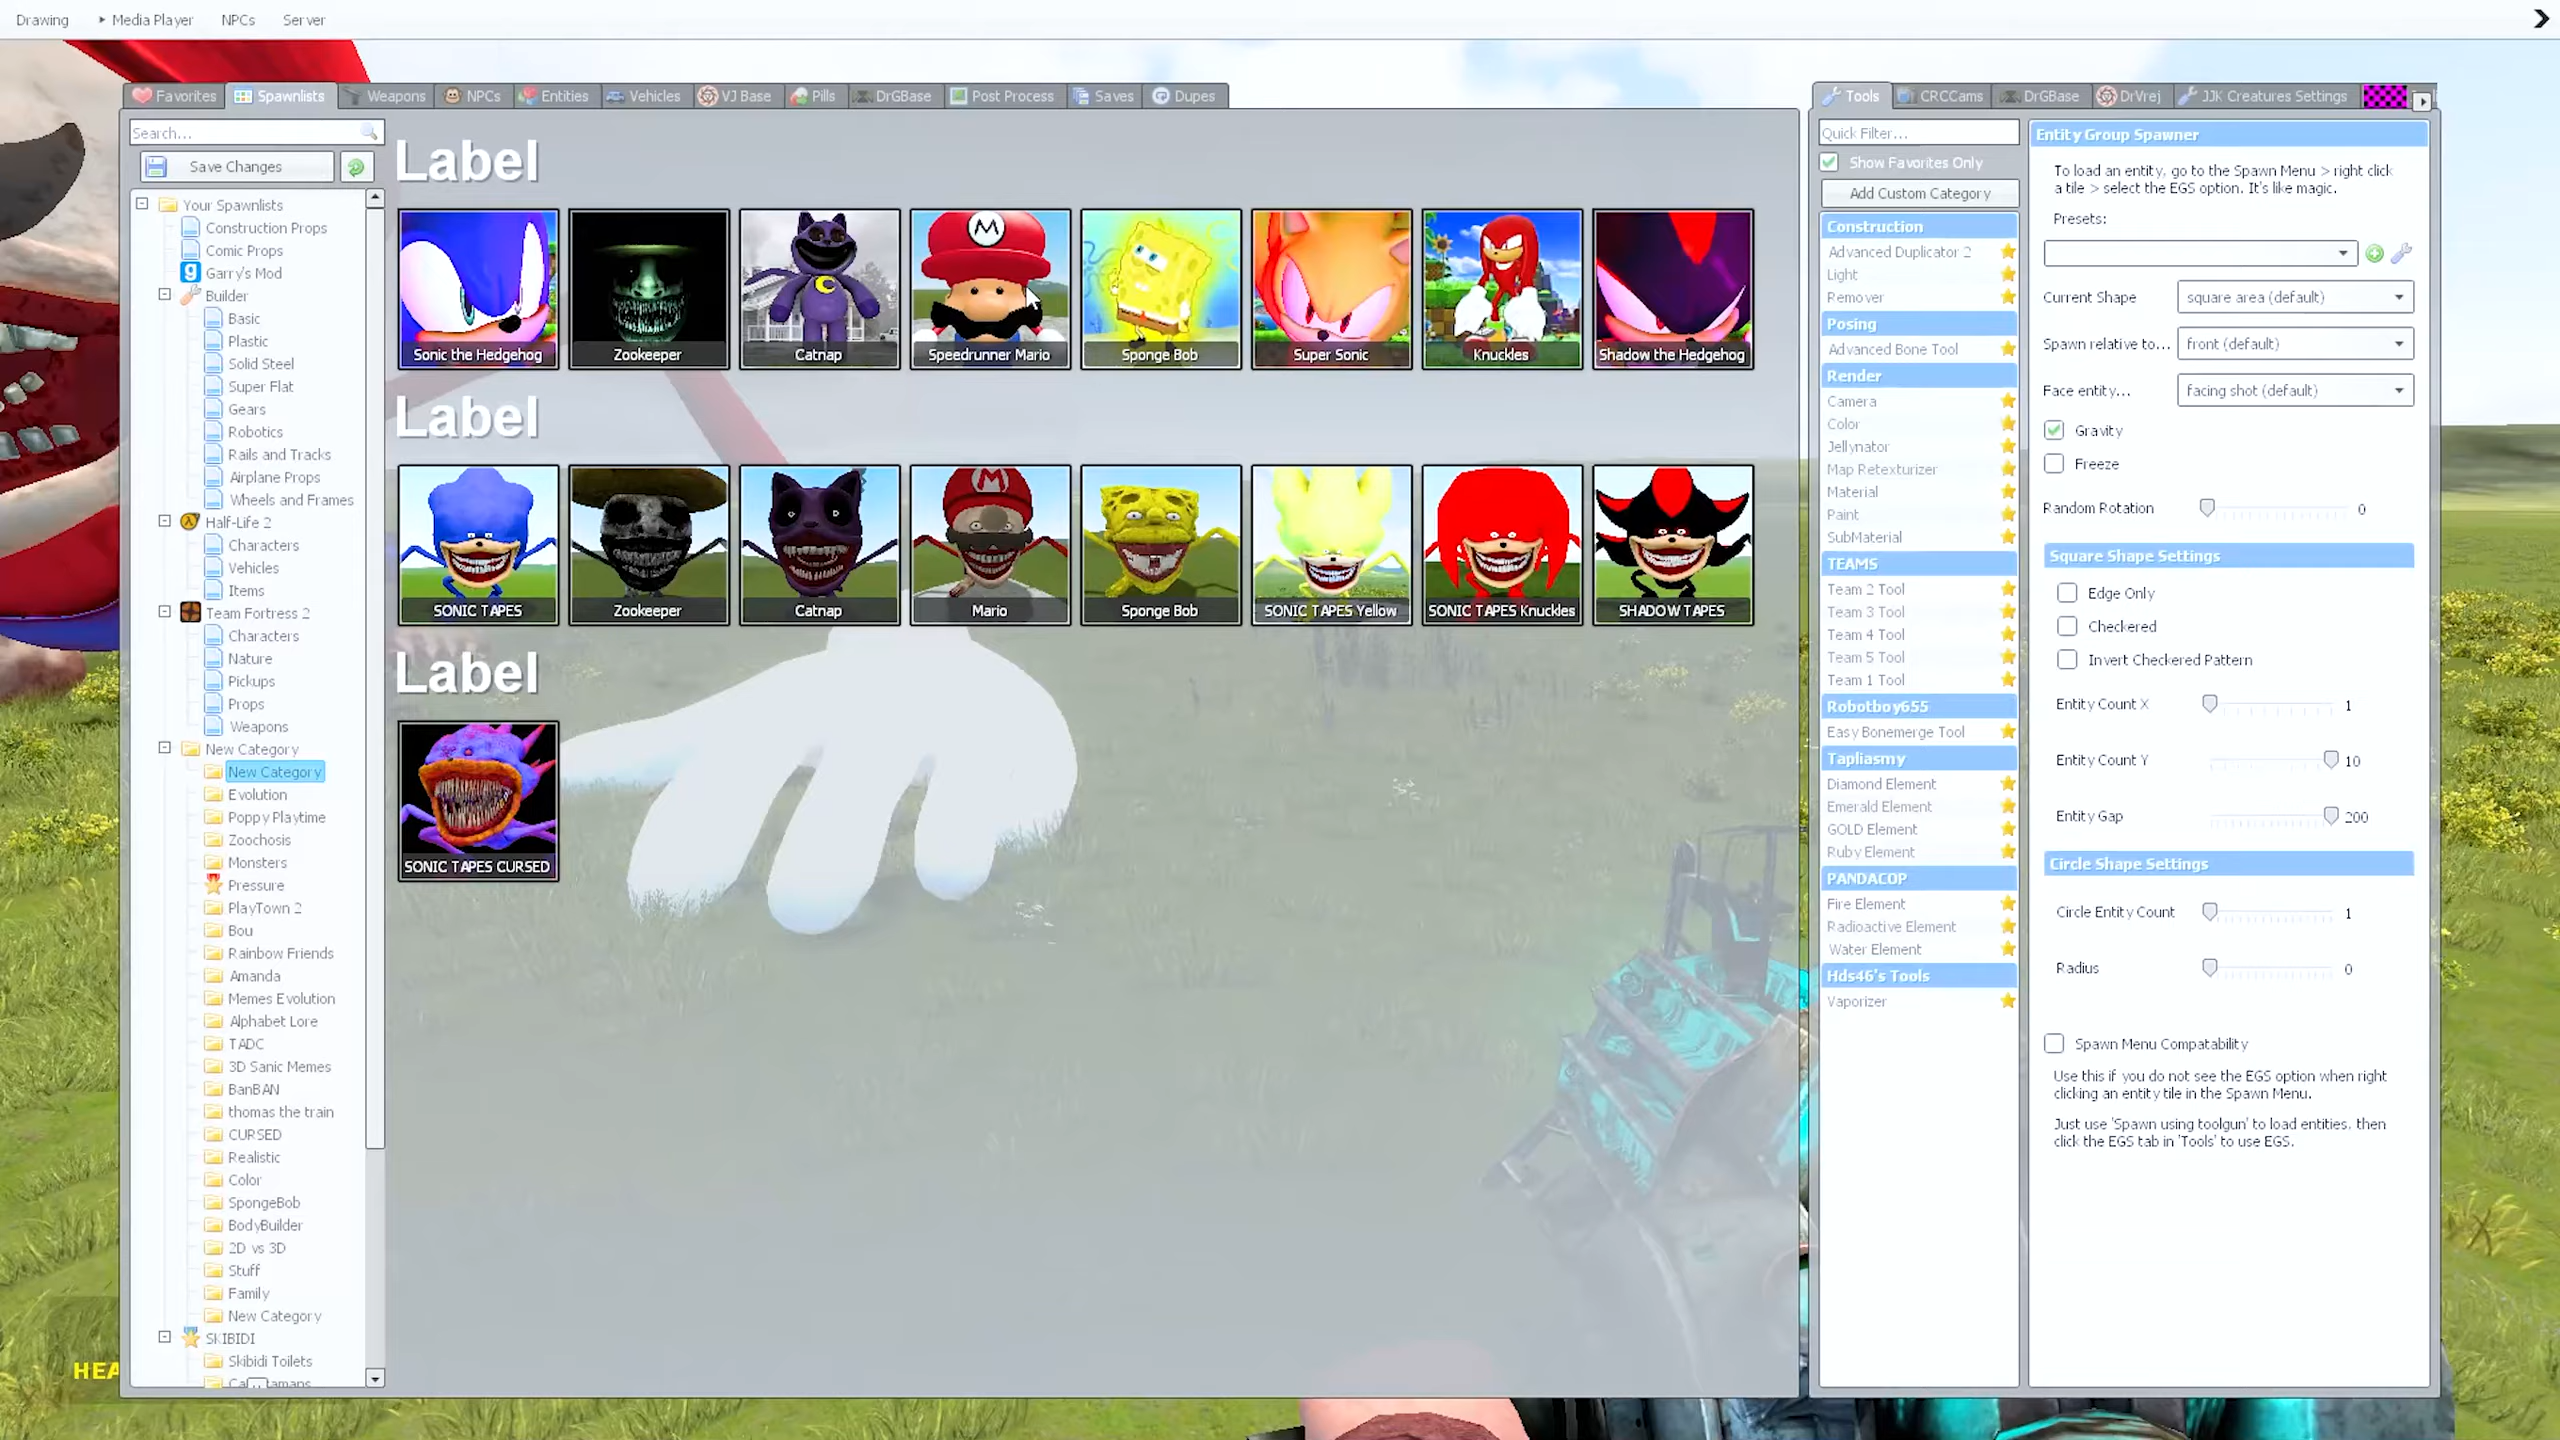 Drawing
Media Player
NPCs
Server
Favorites
Spawnlists
Weapons
NPCs
Entities
Vehicles
VJ Base
Pills
DrGBase
Post Process
Saves
Dupes
Search...
Save Changes
Your Spawnlists
Construction Props
Comic Props
Garry's Mod
Builder
Basic
Plastic
Solid Steel
Super Flat
Gears
Robotics
Rails and Tracks
Airplane Props
Wheels and Frames
Half-Life 2
Characters
Vehicles
Items
Team Fortress 2
Characters
Nature
Pickups
Props
Weapons
New Category
New Category
Evolution
Poppy Playtime
Zoochosis
Monsters
Pressure
PlayTown 2
Bou
Rainbow Friends
Amanda
Memes Evolution
Alphabet Lore
TADC
3D Sanic Memes
BanBAN
thomas the train
CURSED
Realistic
Color
SpongeBob
BodyBuilder
2D vs 3D
Stuff
Family
New Category
SKIBIDI
Skibidi Toilets
Label
Sonic the Hedgehog
Zookeeper
Catnap
M
Speedrunner Mario
Sponge Bob
Super Sonic
Knuckles
Shadow the Hedgehog
Label
SONIC TAPES
Zookeeper
Catnap
M
Mario
Sponge Bob
SONIC TAPES Yellow
SONIC TAPES Knuckles
SHADOW TAPES
Label
SONIC TAPES CURSED
HEA
Tools
CRCCams
DrGBase
DrVrej
JJK Creatures Settings
Quick Filter...
Show Favorites Only
Add Custom Category
Construction
Advanced Duplicator 2
Light
Remover
Posing
Advanced Bone Tool
Render
Camera
Color
Jellynator
Map Retexturizer
Material
Paint
SubMaterial
TEAMS
Team 2 Tool
Team 3 Tool
Team 4 Tool
Team 5 Tool
Team 1 Tool
Robotboy655
Easy Bonemerge Tool
Tapliasmy
Diamond Element
Emerald Element
GOLD Element
Ruby Element
PANDACOP
Fire Element
Radioactive Element
Water Element
Hds46's Tools
Vaporizer
Entity Group Spawner
To load an entity, go to the Spawn Menu > right click
a tile > select the EGS option. It's like magic.
Presets:
Current Shape
square area (default)
Spawn relative to...
front (default)
Face entity...
facing shot (default)
Gravity
Freeze
Random Rotation
0
Square Shape Settings
Edge Only
Checkered
Invert Checkered Pattern
Entity Count X
1
Entity Count Y
10
Entity Gap
200
Circle Shape Settings
Circle Entity Count
1
Radius
0
Spawn Menu Compatability
Use this if you do not see the EGS option when right
clicking an entity tile in the Spawn Menu.
Just use 'Spawn using toolgun' to load entities, then
click the EGS tab in 'Tools' to use EGS.